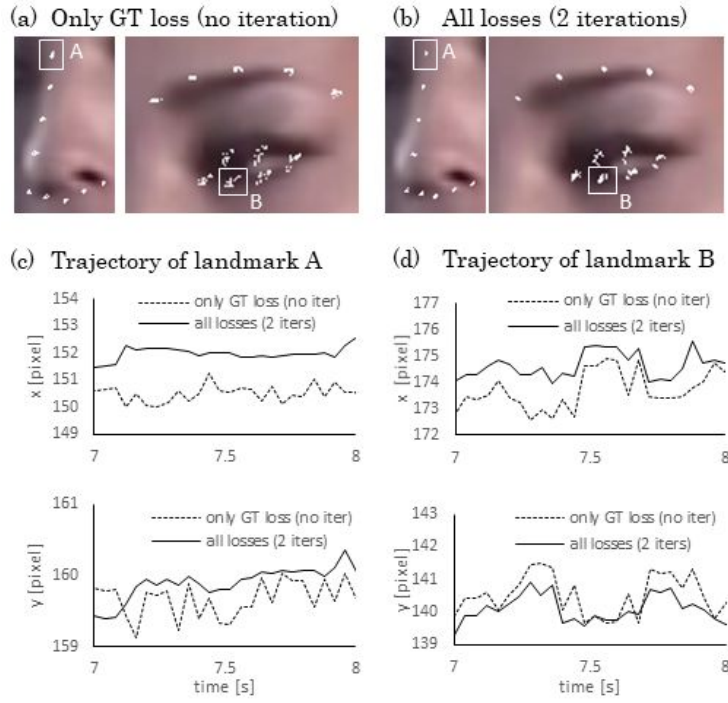 (a) Only GT loss (no iteration)
(b) All losses (2 iterations)
A
B
A
B
(c) Trajectory of landmark A
154
153
152
151
150
149
x [pixel]
only GT loss (no iter)
all losses (2 iters)
7
7.5
8
161
160
159
y [pixel]
only GT loss (no iter)
all losses (2 iters)
7
7.5
8
time [s]
(d) Trajectory of landmark B
177
176
175
174
173
172
x [pixel]
only GT loss (no iter)
all losses (2 iters)
7
7.5
8
143
142
141
140
139
y [pixel]
only GT loss (no iter)
all losses (2 iters)
7
7.5
8
time [s]